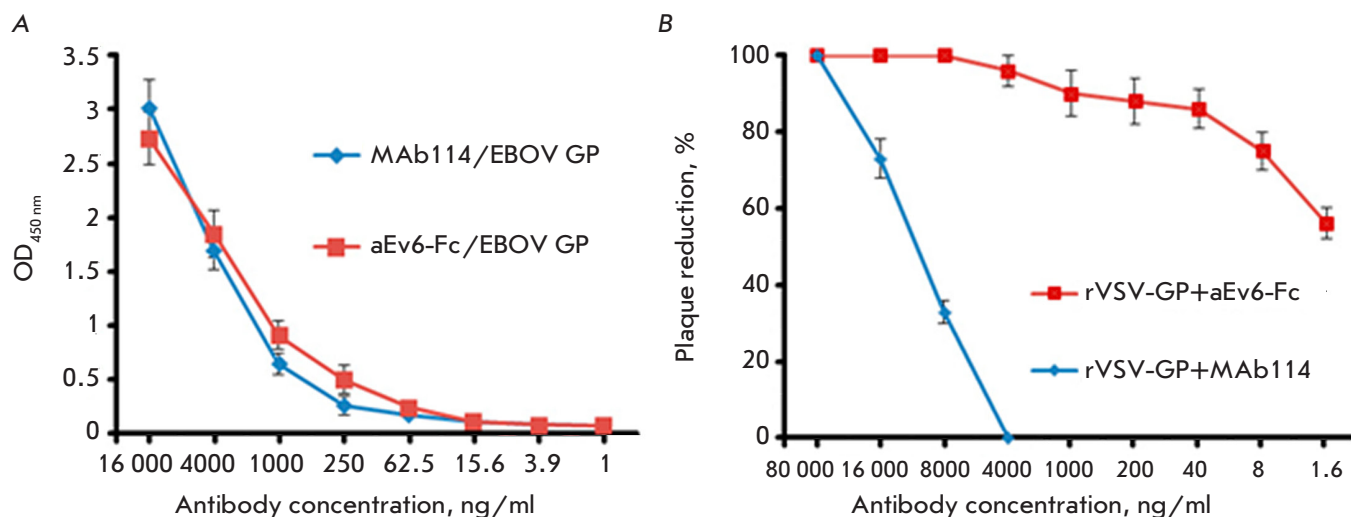 A
3.5
3
2.5
2
1.5
1
0.5
0
OD450 nm
MAb114/EBOV GP
aEv6-Fc/EBOV GP
16 000 4000 1000 250 62.5 15.6 3.9 1
Antibody concentration, ng/ml
B
100
80
60
40
20
0
Plaque reduction, %
rVSV-GP+aEv6-Fc
rVSV-GP+MAb114
80 000 16 000 8000 4000 1000 200 40 8 1.6
Antibody concentration, ng/ml